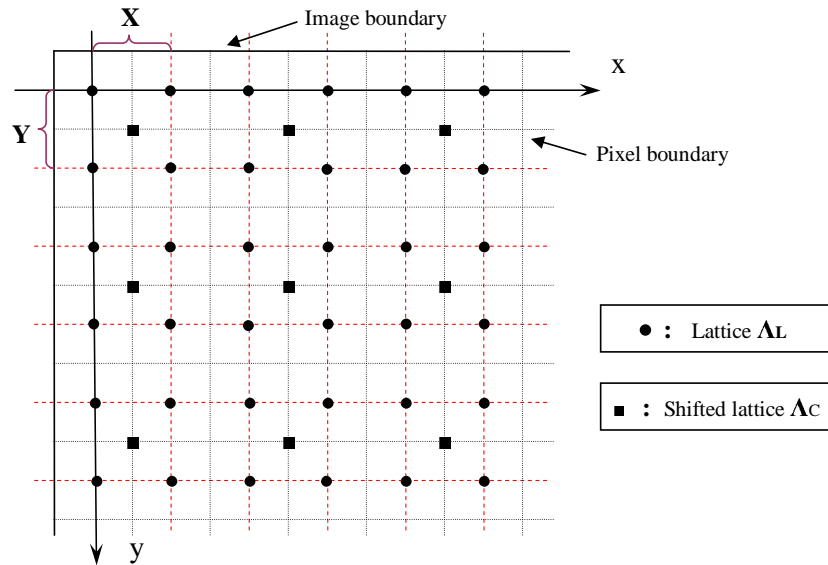 X
Image boundary
x
Y
Pixel boundary
: Lattice ΛL
: Shifted lattice ΛC
y